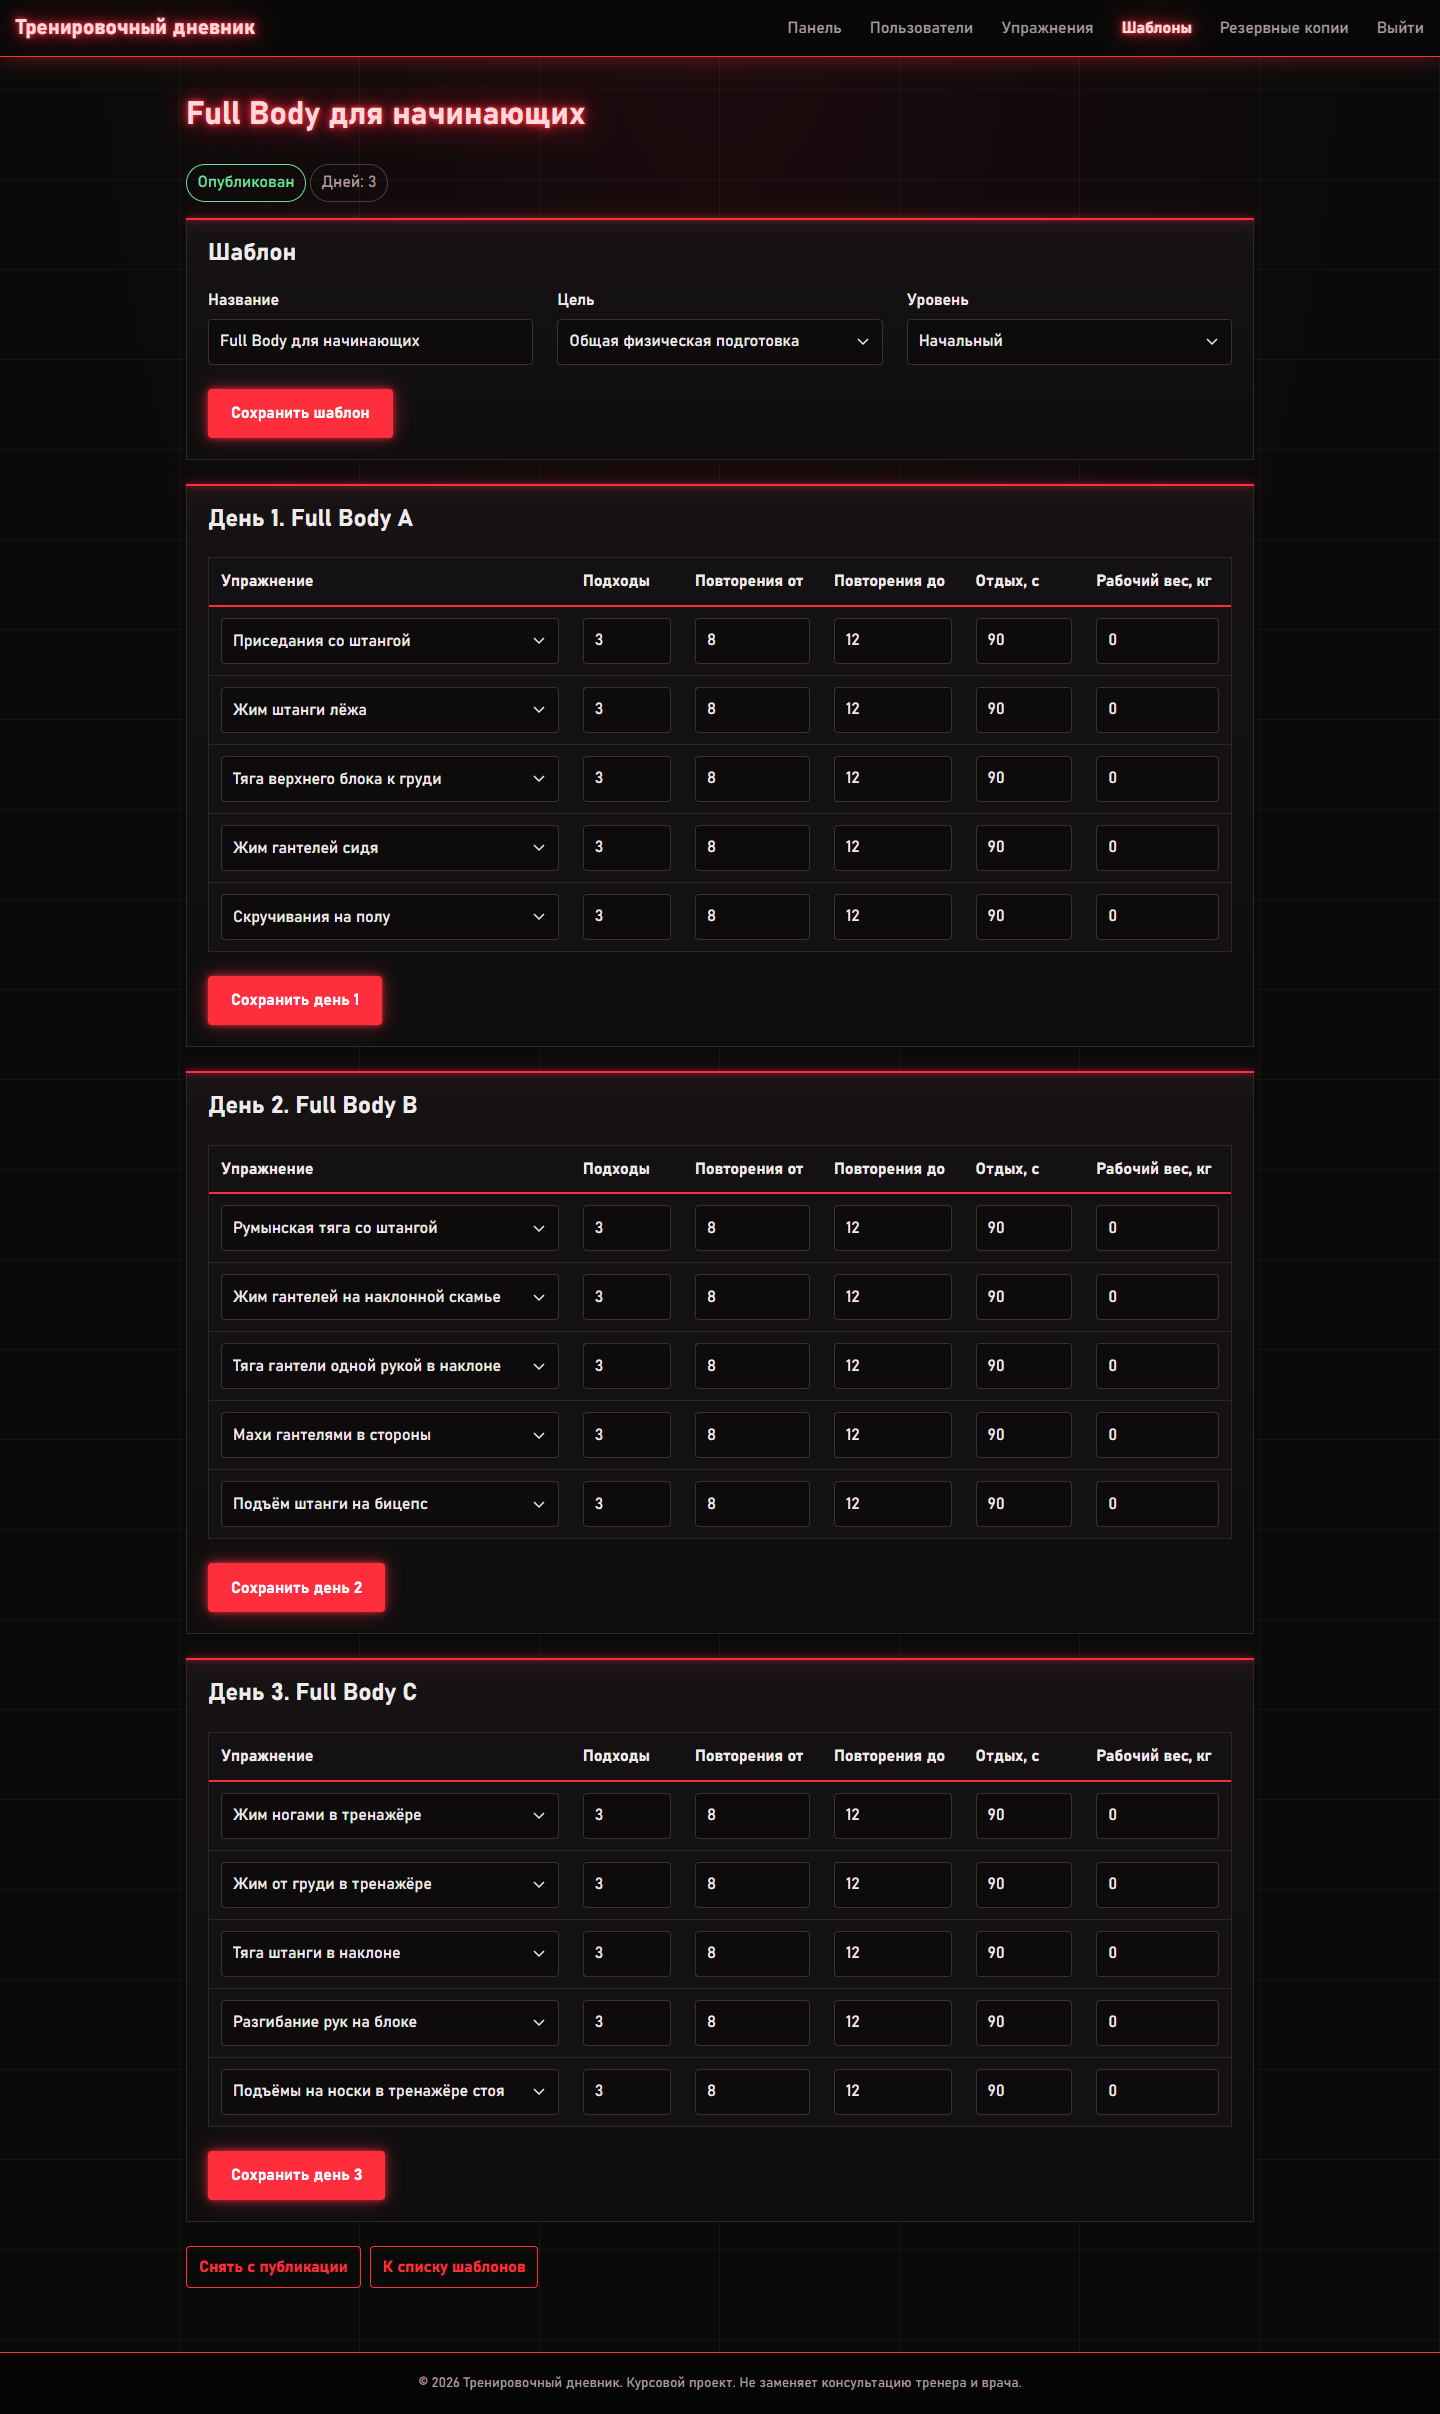 Тренировочный дневник
Панель Пользователи Упражнения Шаблоны Резервные копии Выйти
Full Body для начинающих
Опубликован Дней: 3
Шаблон
Название Цель Уровень
Full Body для начинающих Общая физическая подготовка Начальный
Сохранить шаблон
День 1. Full Body A
Упражнение Подходы Повторения от Повторения до Отдых, с Рабочий вес, кг
Приседания со штангой 3 8 12 90 0
Жим штанги лёжа 3 8 12 90 0
Тяга верхнего блока к груди 3 8 12 90 0
Жим гантелей сидя 3 8 12 90 0
Скручивания на полу 3 8 12 90 0
Сохранить день 1
День 2. Full Body B
Упражнение Подходы Повторения от Повторения до Отдых, с Рабочий вес, кг
Румынская тяга со штангой 3 8 12 90 0
Жим гантелей на наклонной скамье 3 8 12 90 0
Тяга гантели одной рукой в наклоне 3 8 12 90 0
Махи гантелями в стороны 3 8 12 90 0
Подъём штанги на бицепс 3 8 12 90 0
Сохранить день 2
День 3. Full Body C
Упражнение Подходы Повторения от Повторения до Отдых, с Рабочий вес, кг
Жим ногами в тренажёре 3 8 12 90 0
Жим от груди в тренажёре 3 8 12 90 0
Тяга штанги в наклоне 3 8 12 90 0
Разгибание рук на блоке 3 8 12 90 0
Подъёмы на носки в тренажёре стоя 3 8 12 90 0
Сохранить день 3
Снять с публикации К списку шаблонов
© 2026 Тренировочный дневник. Курсовой проект. Не заменяет консультацию тренера и врача.